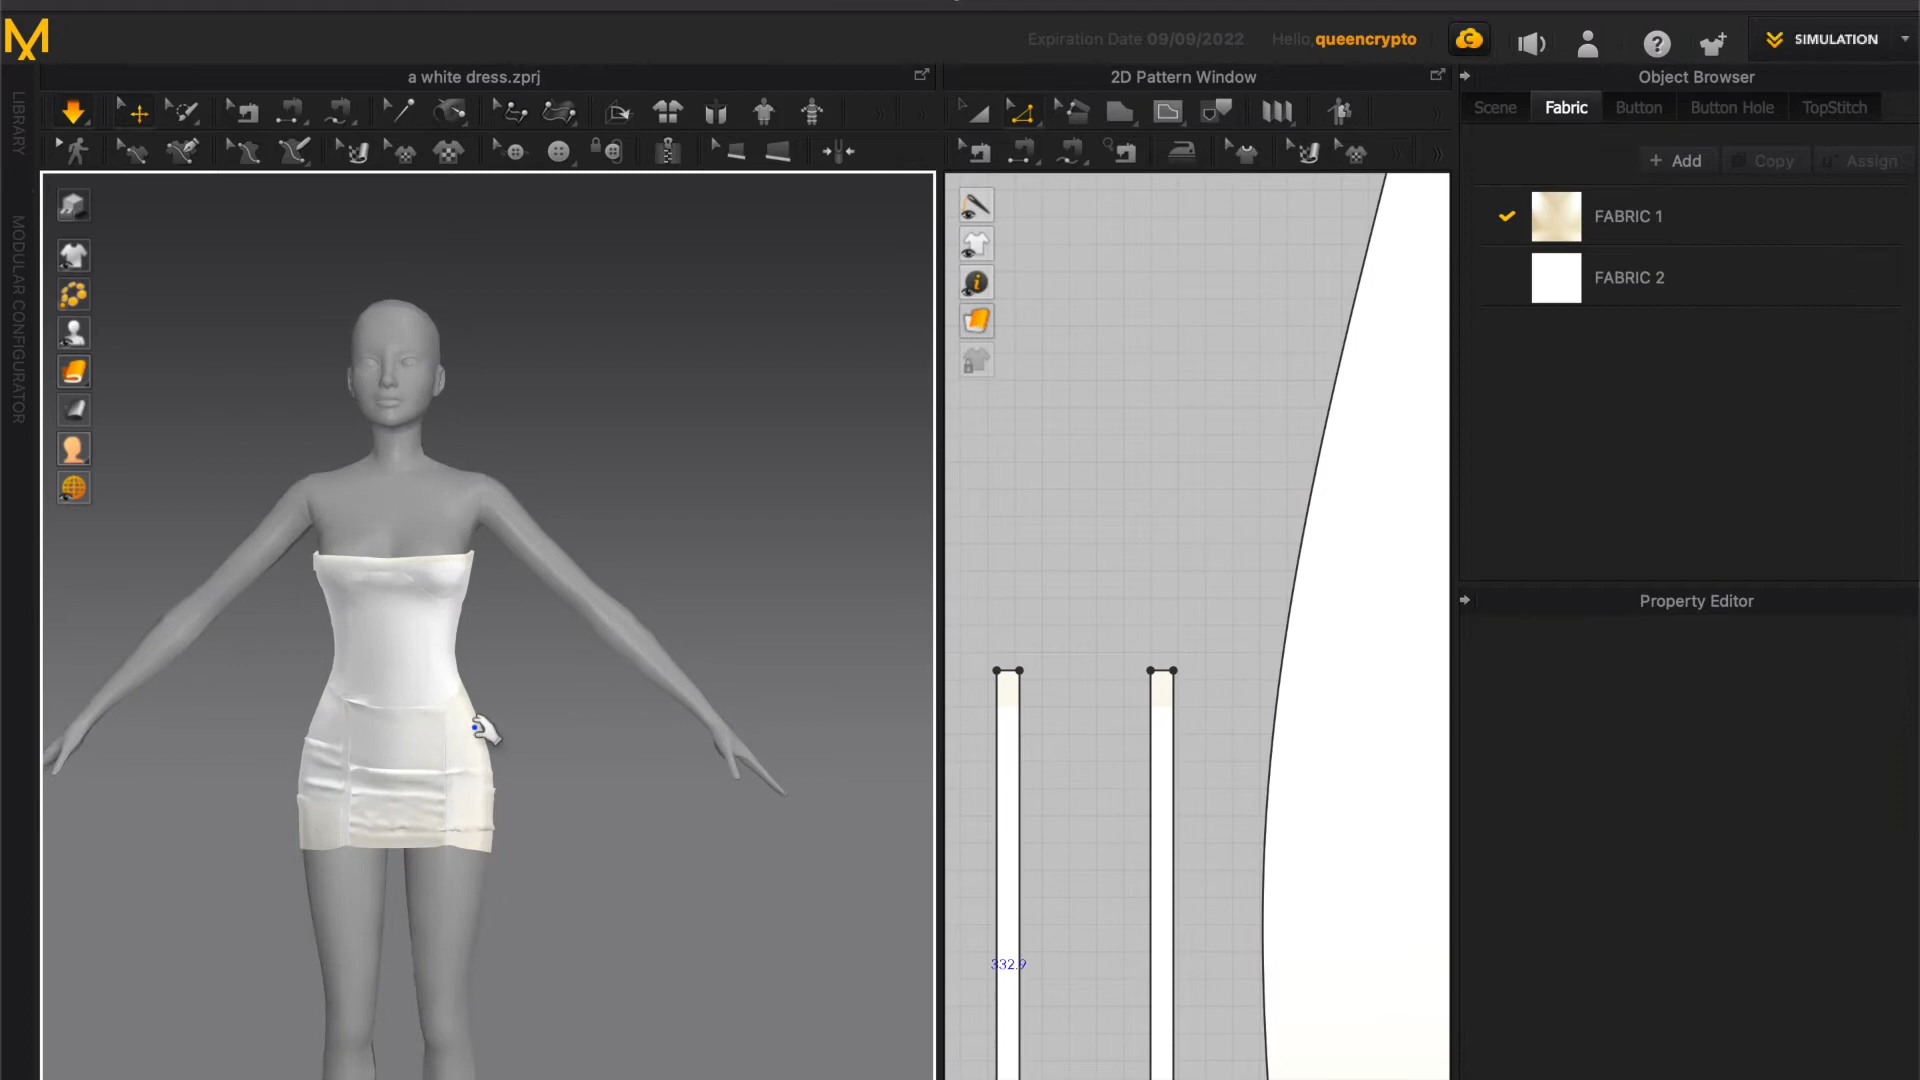 Expiration Date 09/09/2022
Hello, queencrypto
SIMULATION
LIBRARY
MODULAR CONFIGURATOR
a white dress.zprj
2D Pattern Window
Object Browser
Scene
Fabric
Button
Button Hole
TopStitch
+ Add
Copy
Assign
FABRIC 1
FABRIC 2
Property Editor
332.9